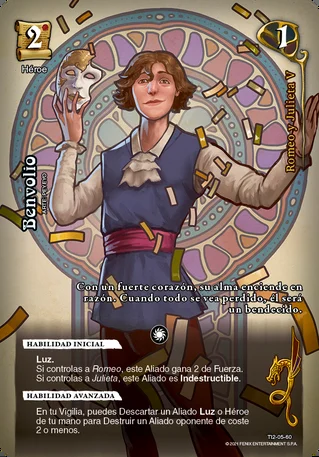 2
Héroe
1
Romeo y Julieta V
Benvolio
Con un fuerte corazón, su alma enciende en
razón. Cuando todo se vea perdido, él será
un bendecido.
HABILIDAD INICIAL
Luz.
Si controlas a Romeo, este Aliado gana 2 de Fuerza.
Si controlas a Julieta, este Aliado es Indestructible.
HABILIDAD AVANZADA
En tu Vigilia, puedes Descartar un Aliado Luz o Héroe
de tu mano para Destruir un Aliado oponente de coste
2 o menos.
TI2-05-60
©2021 FENIX ENTERTAINMENT S.P.A.